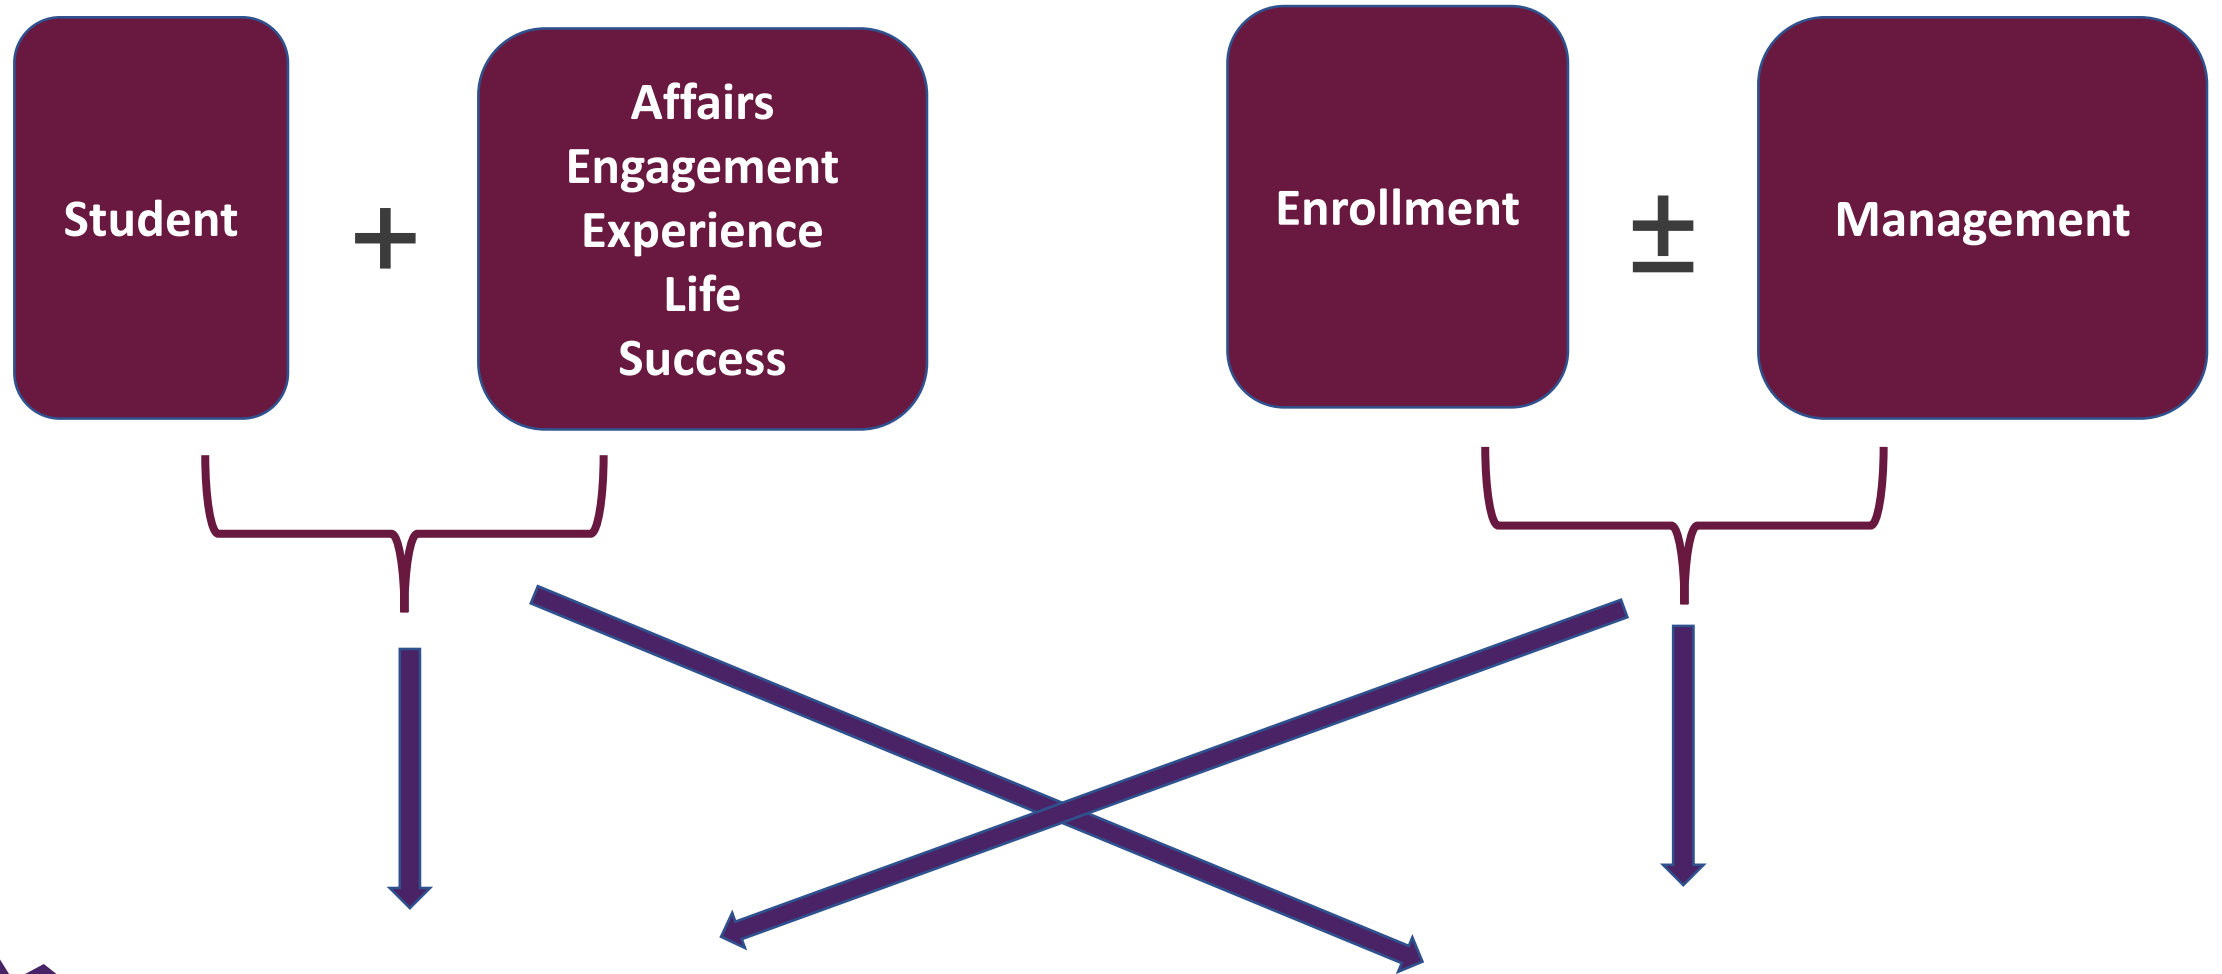 Student
+
Affairs
Engagement
Experience
Life
Success
Enrollment
±
Management